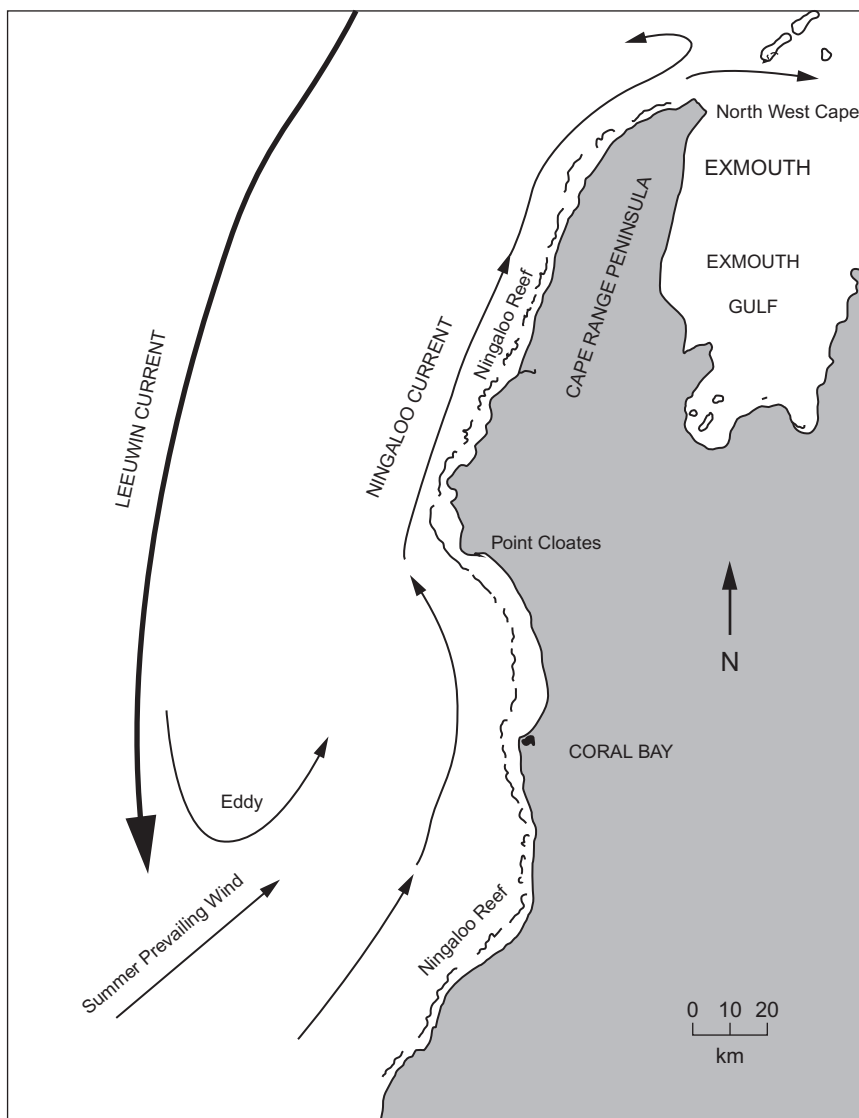 North West Cape
EXMOUTH
EXMOUTH
GULF
CAPE RANGE PENINSULA
Ningaloo Reef
NINGALOO CURRENT
LEEUWIN CURRENT
Point Cloates
N
CORAL BAY
Eddy
Summer Prevailing Wind
Ningaloo Reef
0 10 20
km